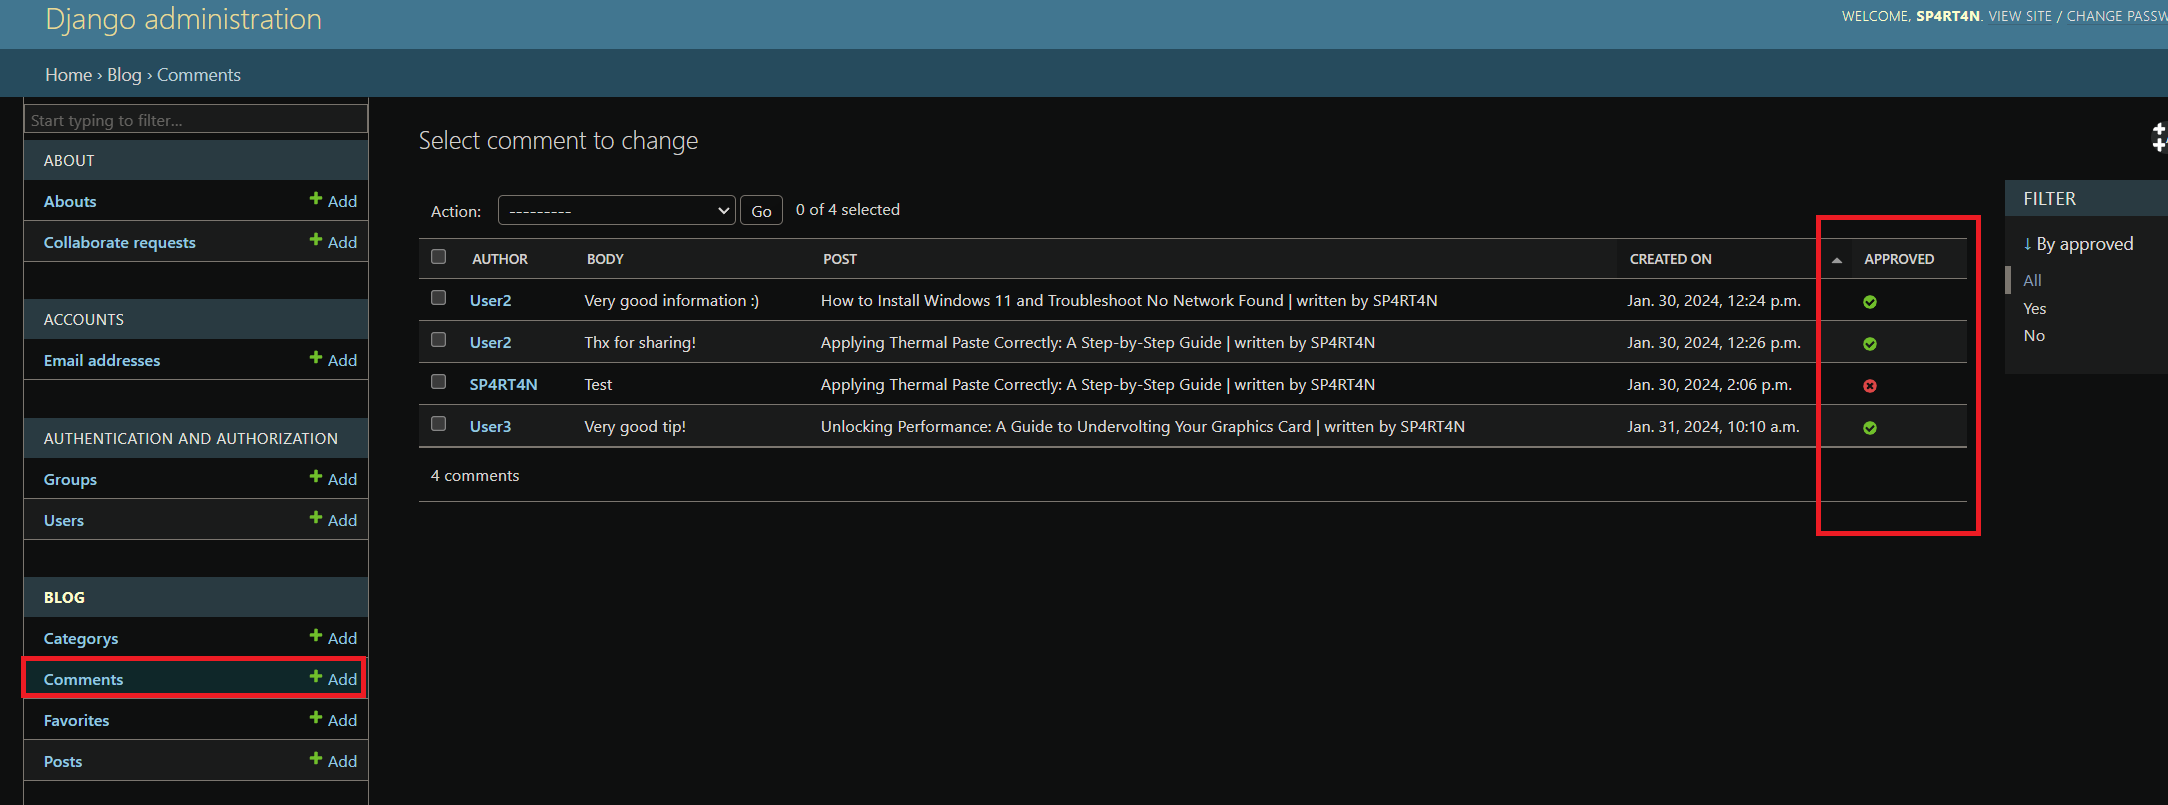 Django administration
WELCOME, SP4RT4N. VIEW SITE / CHANGE PASSW
Home › Blog › Comments
Start typing to filter...
ABOUT
Abouts + Add
Collaborate requests + Add
ACCOUNTS
Email addresses + Add
AUTHENTICATION AND AUTHORIZATION
Groups + Add
Users + Add
BLOG
Categorys + Add
Comments + Add
Favorites + Add
Posts + Add
Select comment to change
Action: --------- Go 0 of 4 selected
AUTHOR BODY POST CREATED ON APPROVED
User2 Very good information :) How to Install Windows 11 and Troubleshoot No Network Found | written by SP4RT4N Jan. 30, 2024, 12:24 p.m.
User2 Thx for sharing! Applying Thermal Paste Correctly: A Step-by-Step Guide | written by SP4RT4N Jan. 30, 2024, 12:26 p.m.
SP4RT4N Test Applying Thermal Paste Correctly: A Step-by-Step Guide | written by SP4RT4N Jan. 30, 2024, 2:06 p.m.
User3 Very good tip! Unlocking Performance: A Guide to Undervolting Your Graphics Card | written by SP4RT4N Jan. 31, 2024, 10:10 a.m.
4 comments
FILTER
↓ By approved
All
Yes
No